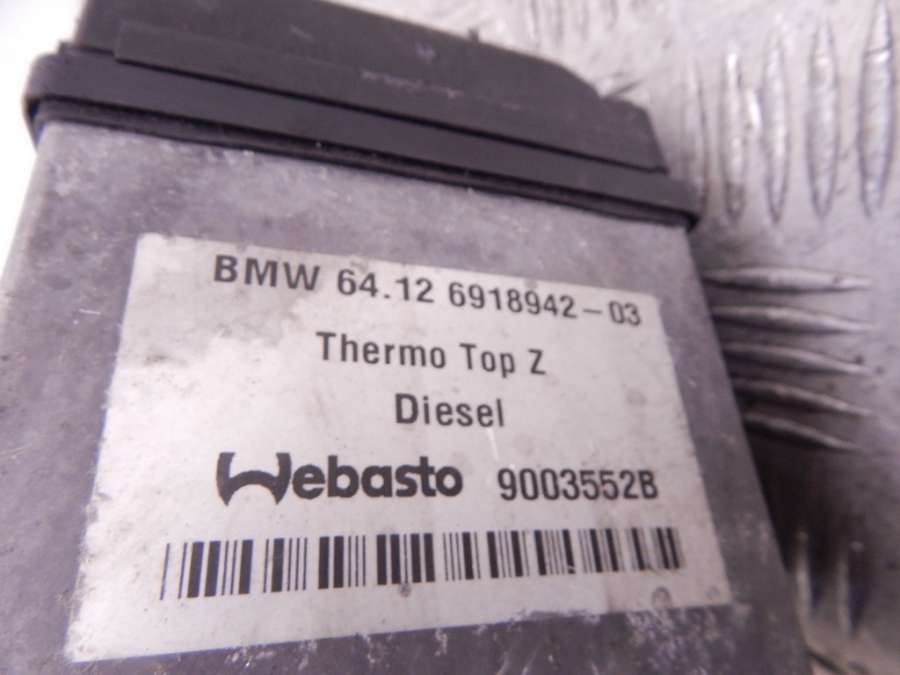 BMW 64.12 6918942-03
Thermo Top Z
Diesel
Webasto 9003552B